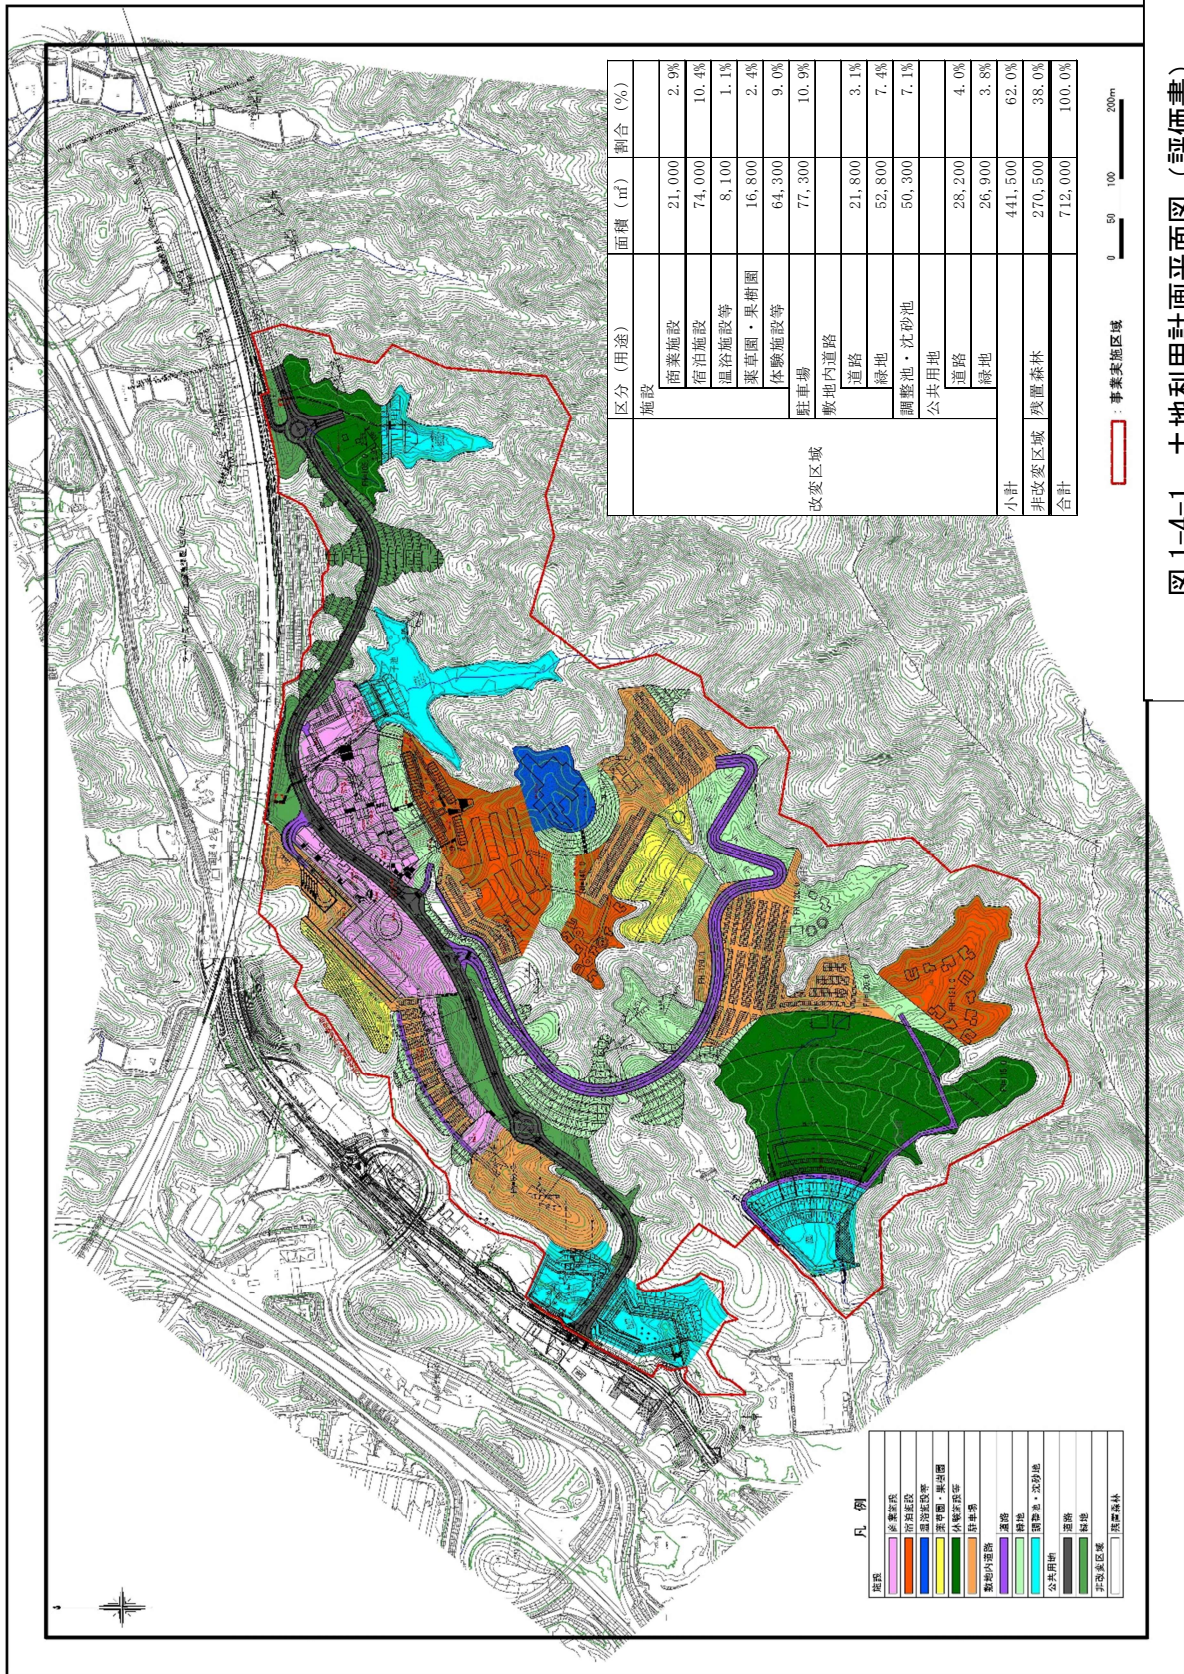 図 1-4-1 土地利用計画平面図（評価書）
区分（用途） 面積（㎡） 割合（%）
改変区域
施設
商業施設 21,000 2.9%
宿泊施設 74,000 10.4%
温浴施設等 8,100 1.1%
薬草園・果樹園 16,800 2.4%
体験施設等 64,300 9.0%
駐車場 77,300 10.9%
敷地内道路
道路 21,800 3.1%
緑地 52,800 7.4%
調整池・沈砂池 50,300 7.1%
公共用地
道路 28,200 4.0%
緑地 26,900 3.8%
小計 441,500 62.0%
非改変区域 残置森林 270,500 38.0%
合計 712,000 100.0%
：事業実施区域
0 50 100 200m
凡 例
施設
商業施設
宿泊施設
温浴施設等
薬草園・果樹園
体験施設等
駐車場
敷地内道路
道路
緑地
調整池・沈砂池
公共用地
道路
緑地
非改変区域
残置森林